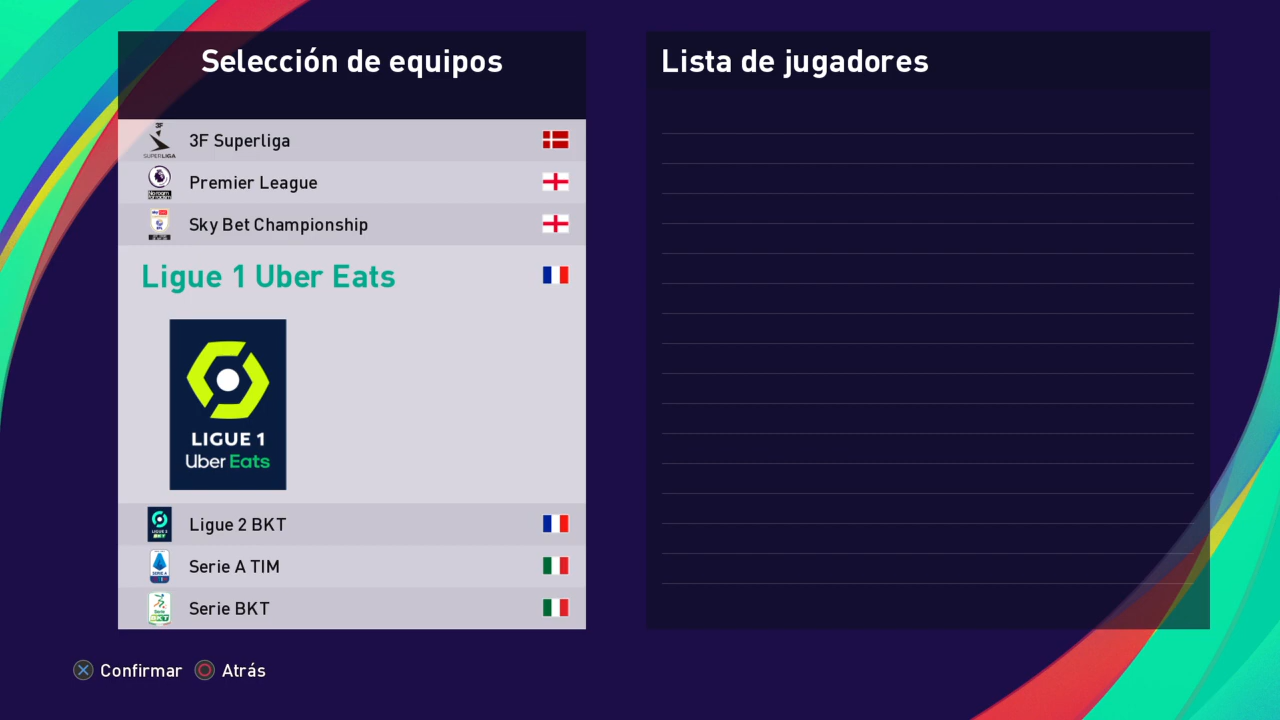 Selección de equipos
3F Superliga
Premier League
Sky Bet Championship
Ligue 1 Uber Eats
LIGUE 1
Uber Eats
Ligue 2 BKT
Serie A TIM
Serie BKT
Confirmar
Atrás
Lista de jugadores